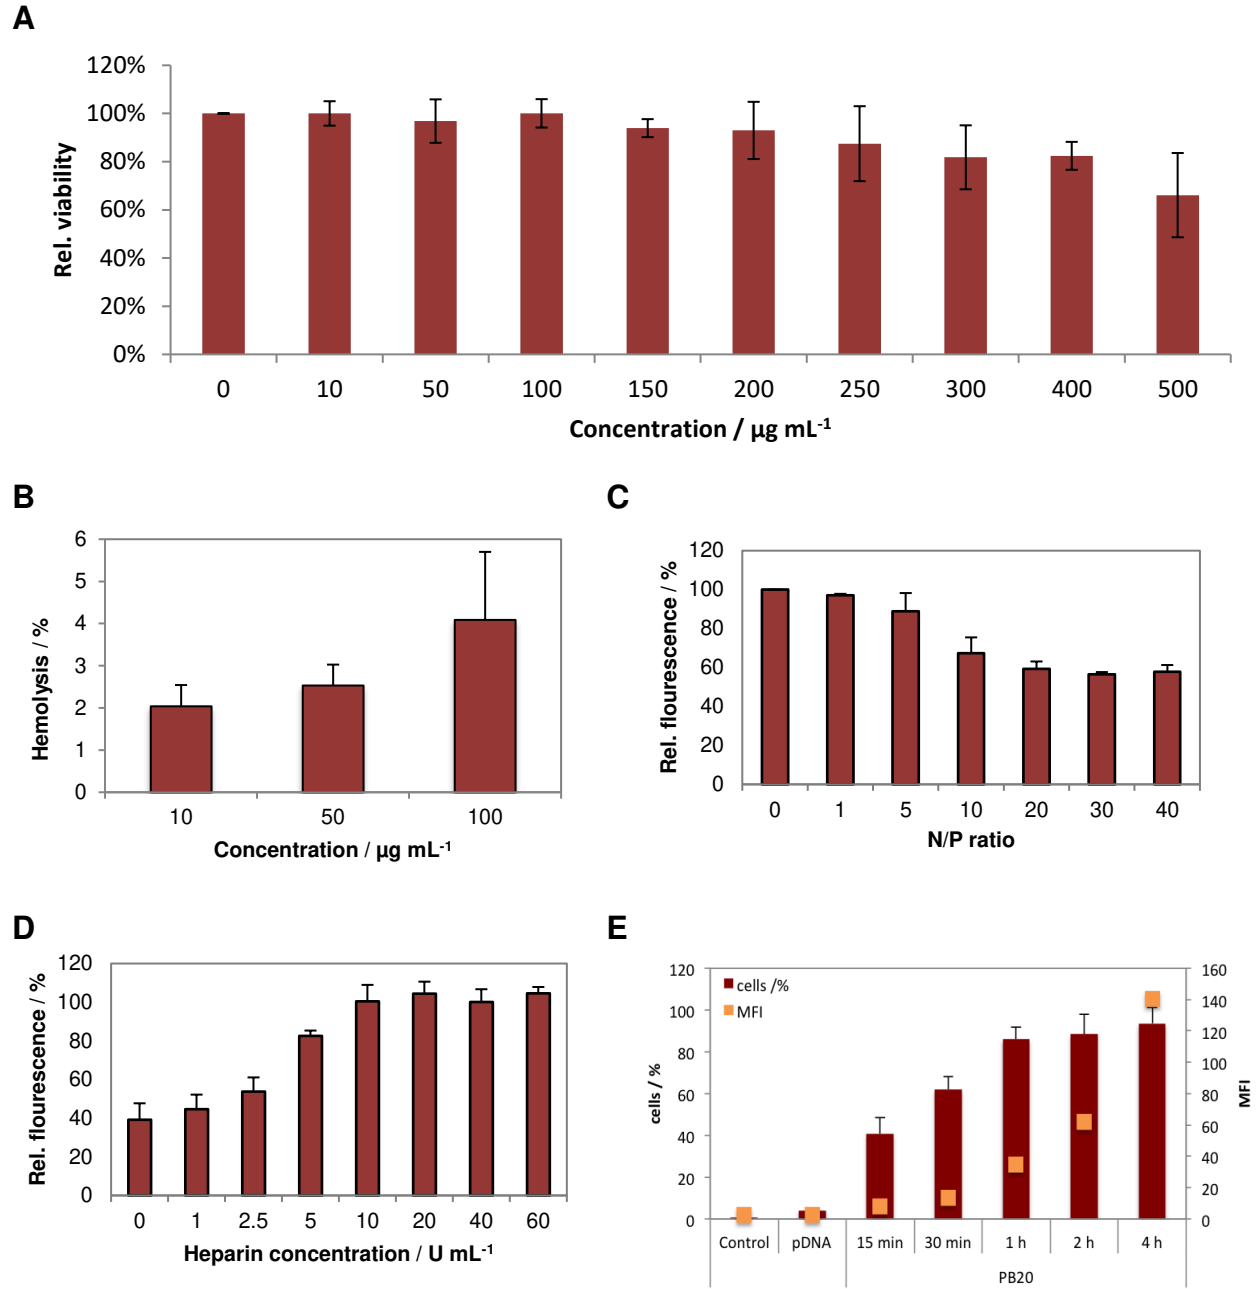 A
120%
100%
80%
60%
40%
20%
0%
Rel. viability
0 10 50 100 150 200 250 300 400 500
Concentration / µg mL-1
B
6
5
4
3
2
1
0
Hemolysis / %
10 50 100
Concentration / µg mL-1
C
120
100
80
60
40
20
0
Rel. flourescence / %
0 1 5 10 20 30 40
N/P ratio
D
120
100
80
60
40
20
0
Rel. flourescence / %
0 1 2.5 5 10 20 40 60
Heparin concentration / U mL-1
E
120
100
80
60
40
20
0
cells / %
cells /%
MFI
160
140
120
100
80
60
40
20
0
MFI
Control pDNA 15 min 30 min 1 h 2 h 4 h
PB20